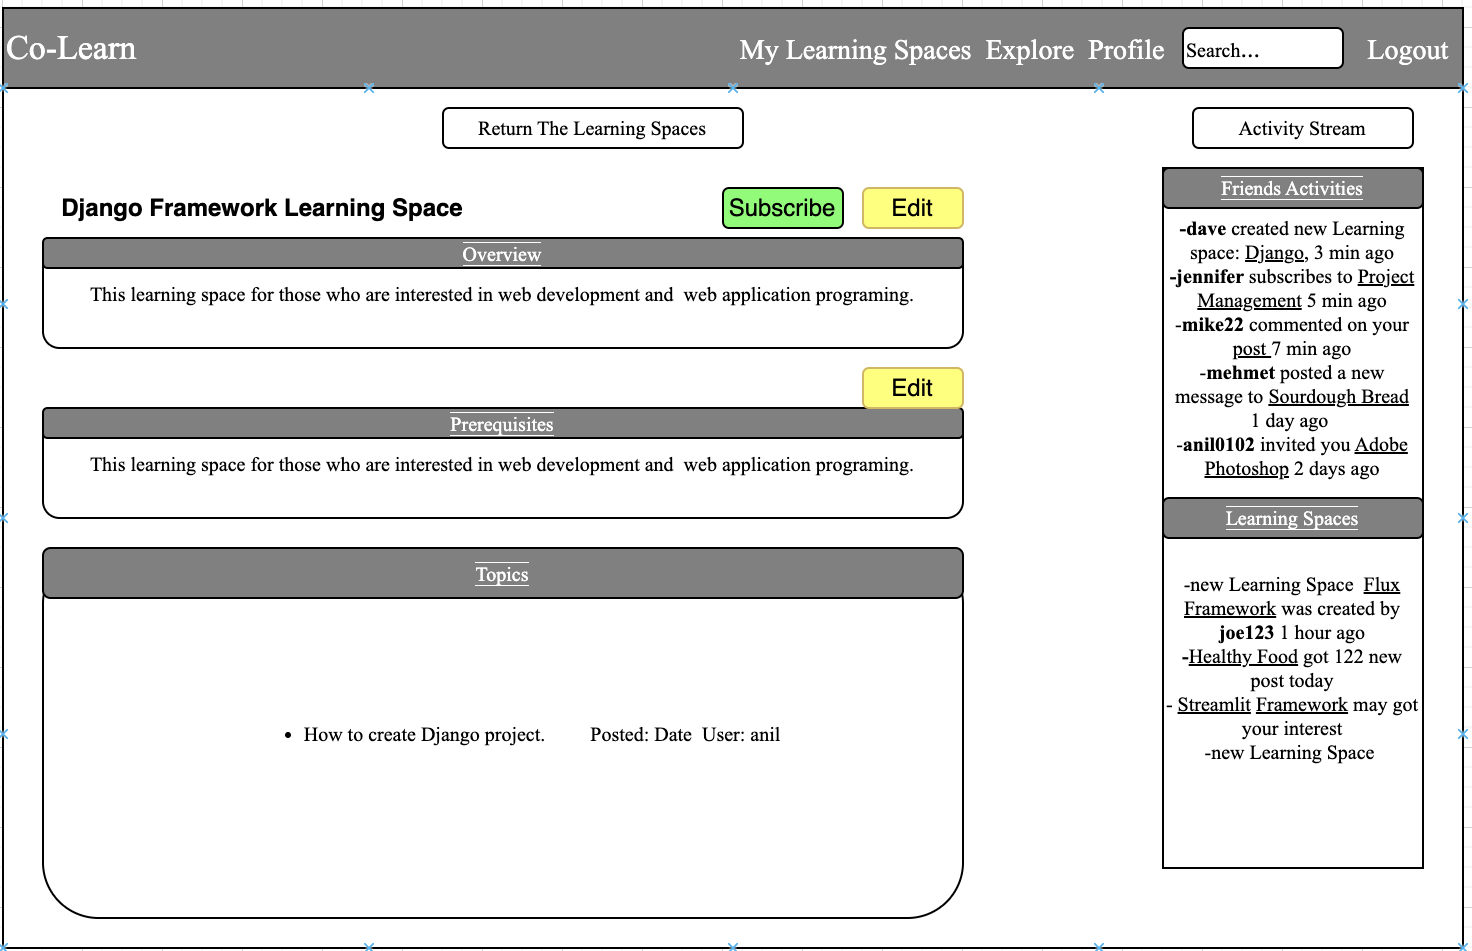 Co-Learn
My Learning Spaces Explore Profile Search... Logout
Return The Learning Spaces
Activity Stream
Django Framework Learning Space
Subscribe
Edit
Overview
This learning space for those who are interested in web development and web application programing.
Edit
Prerequisites
This learning space for those who are interested in web development and web application programing.
Topics
• How to create Django project. Posted: Date User: anil
Friends Activities
-dave created new Learning
space: Django, 3 min ago
-jennifer subscribes to Project
Management 5 min ago
-mike22 commented on your
post 7 min ago
-mehmet posted a new
message to Sourdough Bread
1 day ago
-anil0102 invited you Adobe
Photoshop 2 days ago
Learning Spaces
-new Learning Space Flux
Framework was created by
joe123 1 hour ago
-Healthy Food got 122 new
post today
- Streamlit Framework may got
your interest
-new Learning Space